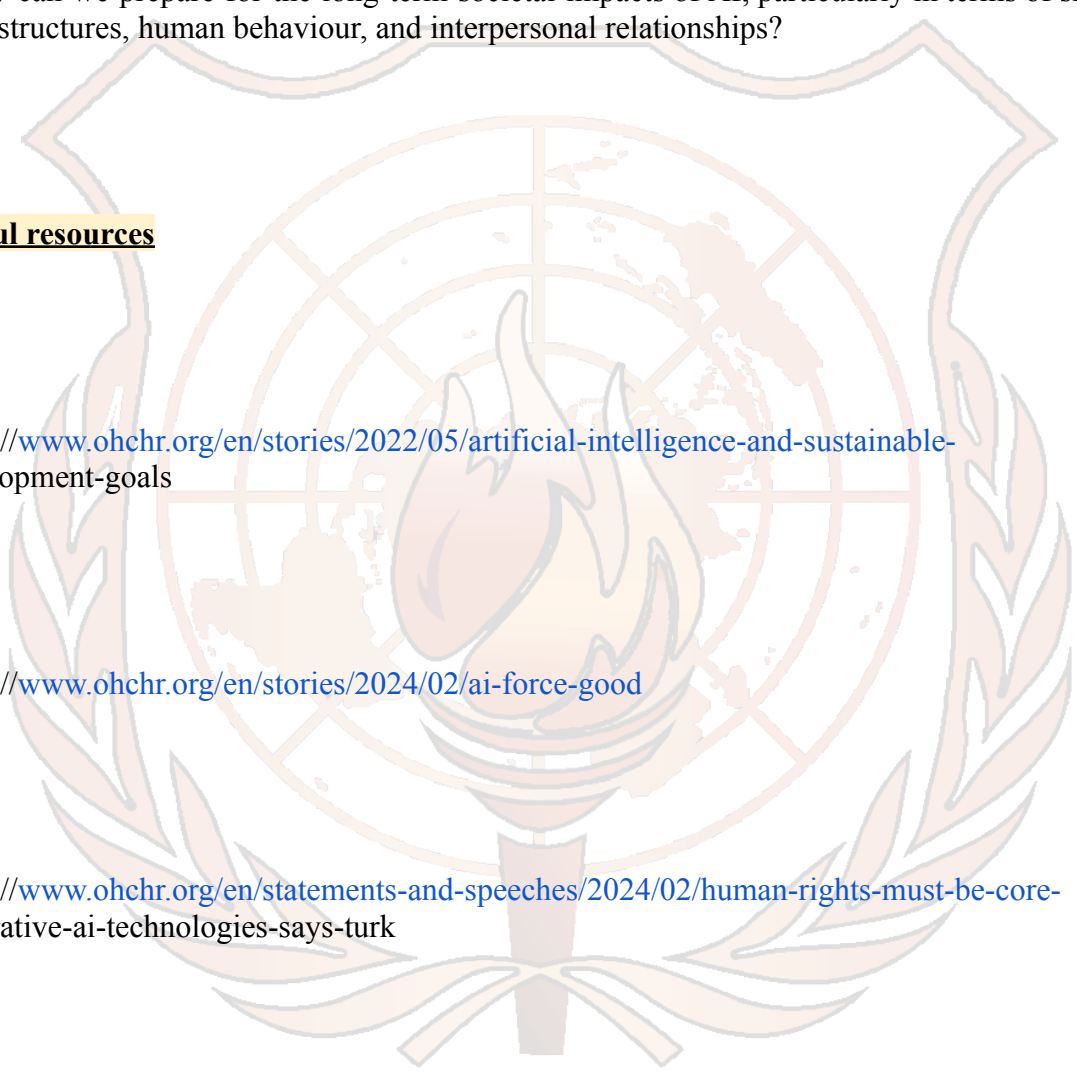 can we prepare for the long-term societal impacts of AI, particularly in terms of
structures, human behaviour, and interpersonal relationships?
ul resources
//www.ohchr.org/en/stories/2022/05/artificial-intelligence-and-sustainable-
opment-goals
//www.ohchr.org/en/stories/2024/02/ai-force-good
//www.ohchr.org/en/statements-and-speeches/2024/02/human-rights-must-be-core-
ative-ai-technologies-says-turk